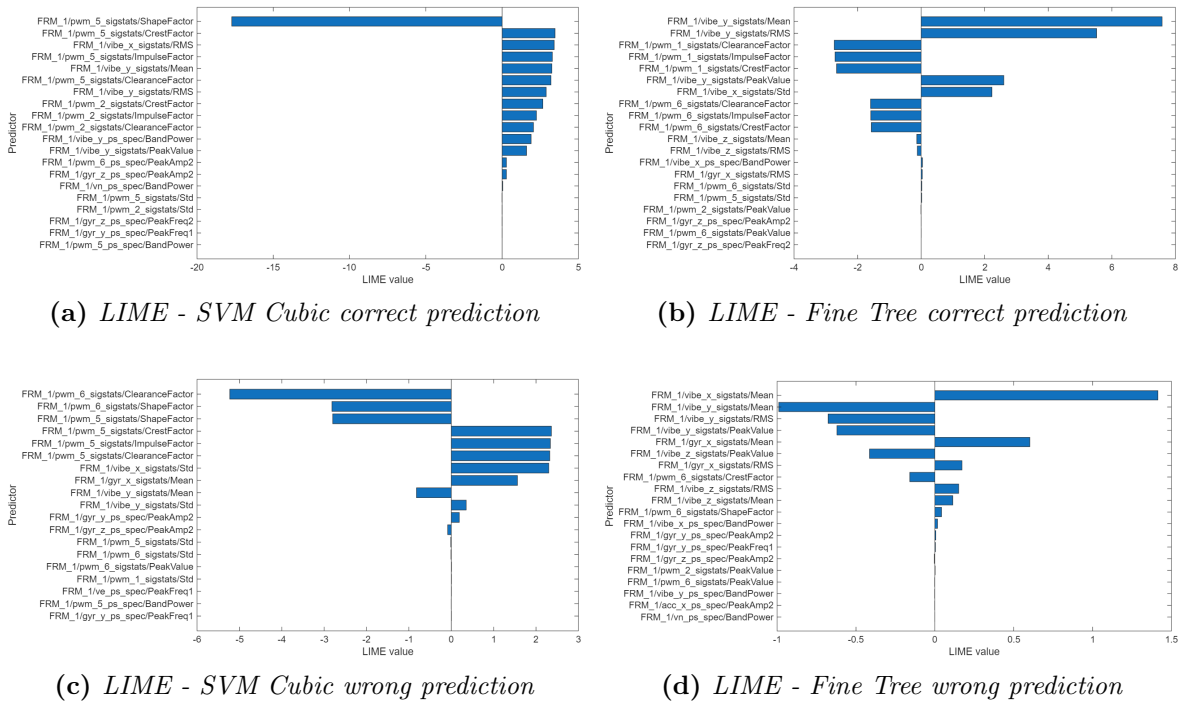 Predictor
FRM_1/pwm_5_sigstats/ShapeFactor
FRM_1/pwm_5_sigstats/CrestFactor
FRM_1/vibe_x_sigstats/RMS
FRM_1/pwm_5_sigstats/ImpulseFactor
FRM_1/vibe_y_sigstats/Mean
FRM_1/pwm_5_sigstats/ClearanceFactor
FRM_1/vibe_y_sigstats/RMS
FRM_1/pwm_2_sigstats/CrestFactor
FRM_1/pwm_2_sigstats/ImpulseFactor
FRM_1/pwm_2_sigstats/ClearanceFactor
FRM_1/vibe_y_ps_spec/BandPower
FRM_1/vibe_y_sigstats/PeakValue
FRM_1/pwm_6_ps_spec/PeakAmp2
FRM_1/gyr_z_ps_spec/PeakAmp2
FRM_1/vn_ps_spec/BandPower
FRM_1/pwm_5_sigstats/Std
FRM_1/pwm_2_sigstats/Std
FRM_1/gyr_z_ps_spec/PeakFreq2
FRM_1/gyr_y_ps_spec/PeakFreq1
FRM_1/pwm_5_ps_spec/BandPower
-20 -15 -10 -5 0 5
LIME value
(a) LIME - SVM Cubic correct prediction
Predictor
FRM_1/vibe_y_sigstats/Mean
FRM_1/vibe_y_sigstats/RMS
FRM_1/pwm_1_sigstats/ClearanceFactor
FRM_1/pwm_1_sigstats/ImpulseFactor
FRM_1/pwm_1_sigstats/CrestFactor
FRM_1/vibe_y_sigstats/PeakValue
FRM_1/vibe_x_sigstats/Std
FRM_1/pwm_6_sigstats/ClearanceFactor
FRM_1/pwm_6_sigstats/ImpulseFactor
FRM_1/pwm_6_sigstats/CrestFactor
FRM_1/vibe_z_sigstats/Mean
FRM_1/vibe_z_sigstats/RMS
FRM_1/vibe_x_ps_spec/BandPower
FRM_1/gyr_x_sigstats/RMS
FRM_1/pwm_6_sigstats/Std
FRM_1/pwm_5_sigstats/Std
FRM_1/pwm_2_sigstats/PeakValue
FRM_1/gyr_z_ps_spec/PeakAmp2
FRM_1/pwm_6_sigstats/PeakValue
FRM_1/gyr_z_ps_spec/PeakFreq2
-4 -2 0 2 4 6 8
LIME value
(b) LIME - Fine Tree correct prediction
Predictor
FRM_1/pwm_6_sigstats/ClearanceFactor
FRM_1/pwm_6_sigstats/ShapeFactor
FRM_1/pwm_5_sigstats/ShapeFactor
FRM_1/pwm_5_sigstats/CrestFactor
FRM_1/pwm_5_sigstats/ImpulseFactor
FRM_1/pwm_5_sigstats/ClearanceFactor
FRM_1/vibe_x_sigstats/Std
FRM_1/gyr_x_sigstats/Mean
FRM_1/vibe_y_sigstats/Mean
FRM_1/vibe_y_sigstats/Std
FRM_1/gyr_y_ps_spec/PeakAmp2
FRM_1/gyr_z_ps_spec/PeakAmp2
FRM_1/pwm_5_sigstats/Std
FRM_1/pwm_6_sigstats/Std
FRM_1/pwm_6_sigstats/PeakValue
FRM_1/pwm_1_sigstats/Std
FRM_1/ve_ps_spec/PeakFreq1
FRM_1/pwm_5_ps_spec/BandPower
FRM_1/gyr_y_ps_spec/PeakFreq1
-6 -5 -4 -3 -2 -1 0 1 2 3
LIME value
(c) LIME - SVM Cubic wrong prediction
Predictor
FRM_1/vibe_x_sigstats/Mean
FRM_1/vibe_y_sigstats/Mean
FRM_1/vibe_y_sigstats/RMS
FRM_1/vibe_y_sigstats/PeakValue
FRM_1/gyr_x_sigstats/Mean
FRM_1/vibe_z_sigstats/PeakValue
FRM_1/gyr_x_sigstats/RMS
FRM_1/pwm_6_sigstats/CrestFactor
FRM_1/vibe_z_sigstats/RMS
FRM_1/vibe_z_sigstats/Mean
FRM_1/pwm_6_sigstats/ShapeFactor
FRM_1/vibe_x_ps_spec/BandPower
FRM_1/gyr_y_ps_spec/PeakAmp2
FRM_1/gyr_y_ps_spec/PeakFreq1
FRM_1/gyr_z_ps_spec/PeakAmp2
FRM_1/pwm_2_sigstats/PeakValue
FRM_1/pwm_6_sigstats/PeakValue
FRM_1/vibe_y_ps_spec/BandPower
FRM_1/acc_x_ps_spec/PeakAmp2
FRM_1/vn_ps_spec/BandPower
-1 -0.5 0 0.5 1 1.5
LIME value
(d) LIME - Fine Tree wrong prediction